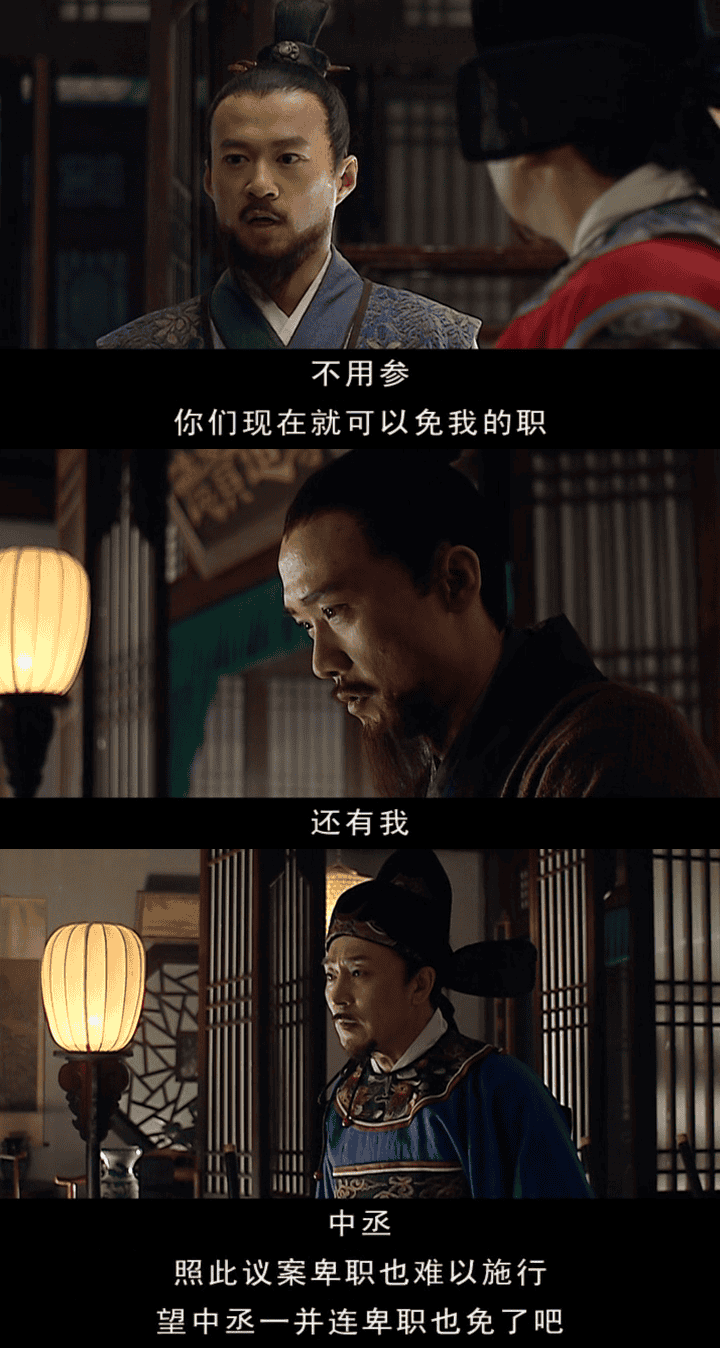 不用参
你们现在就可以免我的职
还有我
中丞
照此议案卑职也难以施行
望中丞一并连卑职也免了吧